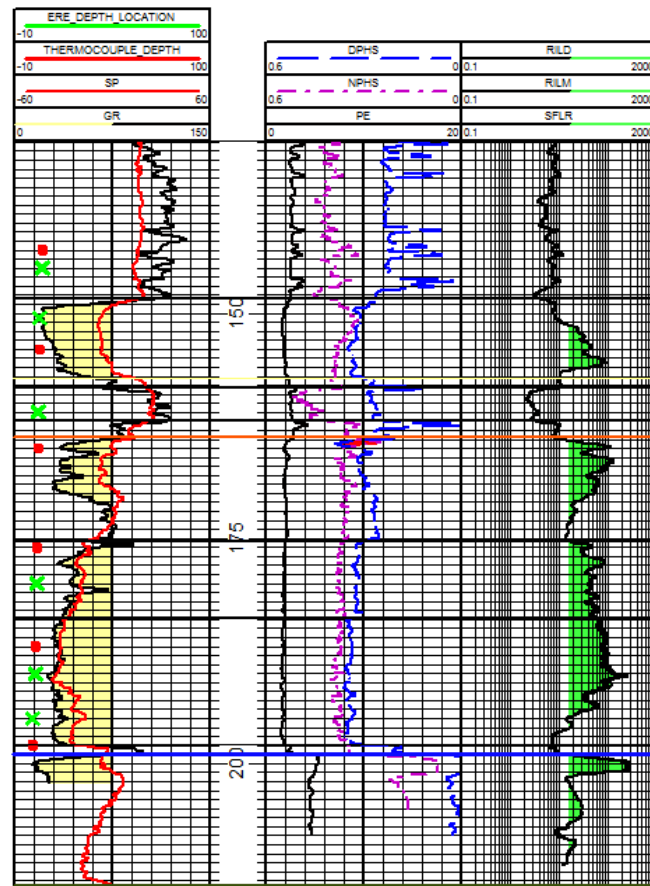 ERE_DEPTH_LOCATION
-10 100
THERMOCOUPLE_DEPTH DPHS RILD
-10 100 0.6 0 0.1 2000
SP NPHS RILM
-60 60 0.6 0 0.1 2000
GR PE SFLR
0 150 0 20 0.1 2000
150
175
200